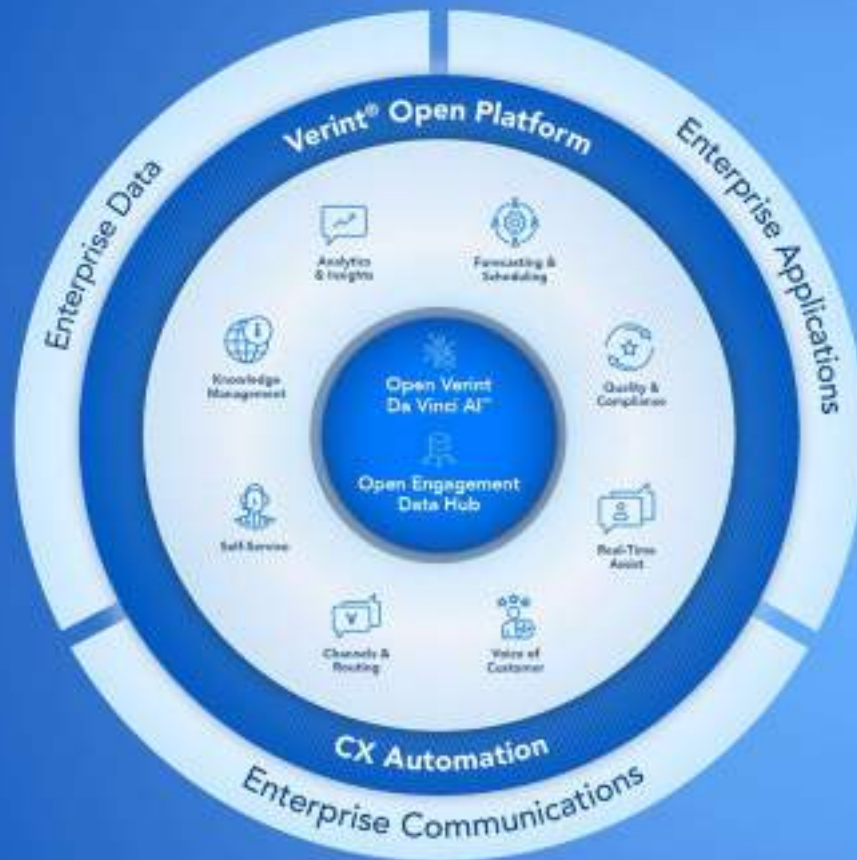 Verint® Open Platform
Enterprise Data
Enterprise Applications
Analytics
& Insights
Forecasting &
Scheduling
Knowledge
Management
Quality &
Compliance
Open Verint
Da Vinci AI™
Open Engagement
Data Hub
Self-Service
Real-Time
Assist
Channels &
Routing
Voice of
Customer
CX Automation
Enterprise Communications